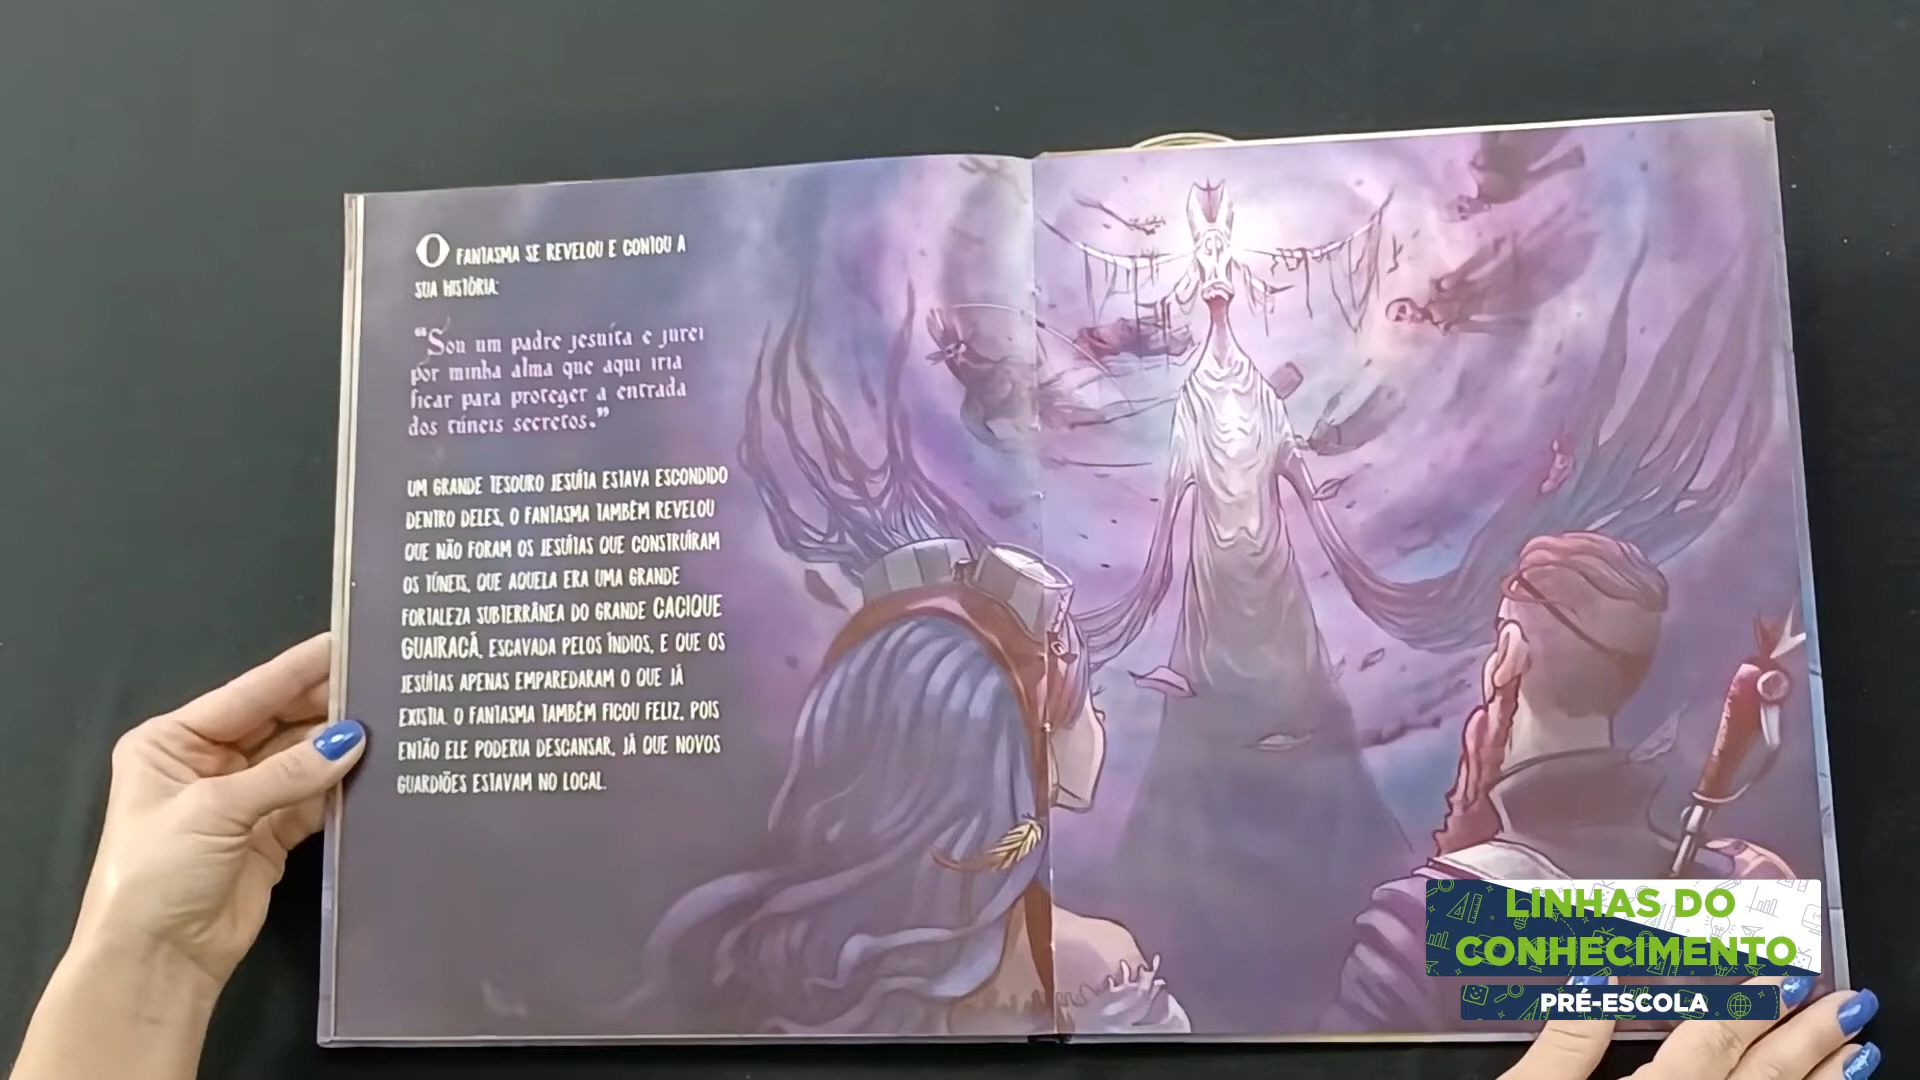 O FANTASMA SE REVELOU E CONTOU A
SUA HISTÓRIA:
“Sou um padre jesuíta e jurei
por minha alma que aqui iria
ficar para proteger a entrada
dos túneis secretos.”
UM GRANDE TESOURO JESUÍTA ESTAVA ESCONDIDO
DENTRO DELES. O FANTASMA TAMBÉM REVELOU
QUE NÃO FORAM OS JESUÍTAS QUE CONSTRUÍRAM
OS TÚNEIS, QUE AQUELA ERA UMA GRANDE
FORTALEZA SUBTERRÂNEA DO GRANDE CACIQUE
GUAIRACÁ, ESCAVADA PELOS ÍNDIOS, E QUE OS
JESUÍTAS APENAS EMPAREDARAM O QUE JÁ
EXISTIA. O FANTASMA TAMBÉM FICOU FELIZ, POIS
ENTÃO ELE PODERIA DESCANSAR, JÁ QUE NOVOS
GUARDIÕES ESTAVAM NO LOCAL.
LINHAS DO
CONHECIMENTO
PRÉ-ESCOLA